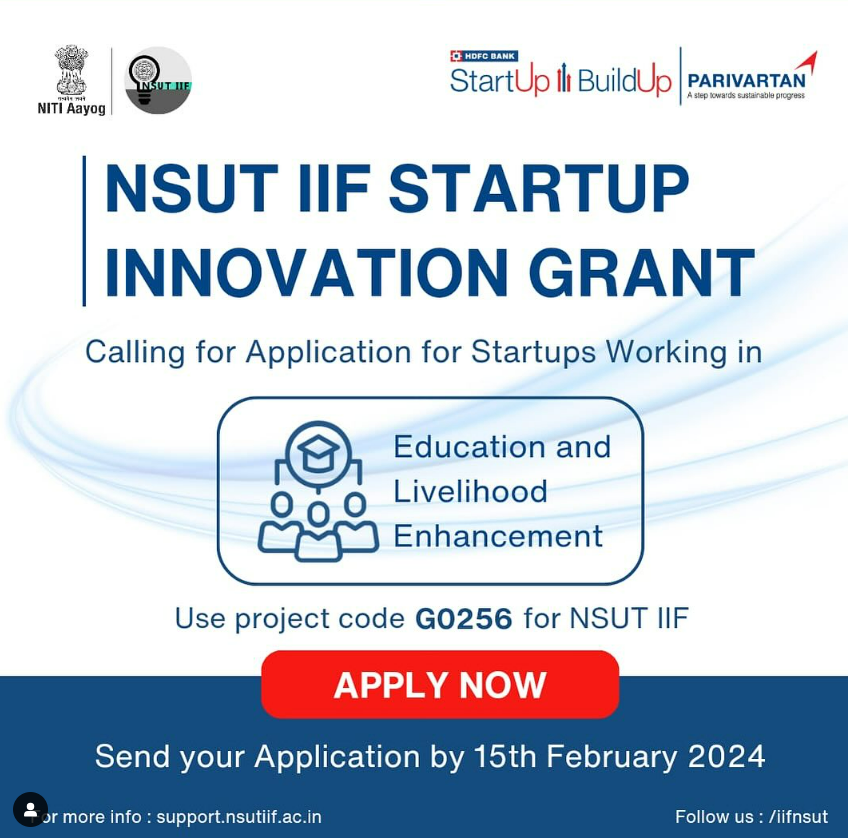 NITI Aayog
NSUT IIF
HDFC BANK
StartUp BuildUp
PARIVARTAN
A step towards sustainable progress
NSUT IIF STARTUP
INNOVATION GRANT
Calling for Application for Startups Working in
Education and
Livelihood
Enhancement
Use project code G0256 for NSUT IIF
APPLY NOW
Send your Application by 15th February 2024
or more info : support.nsutiif.ac.in
Follow us : /iifnsut